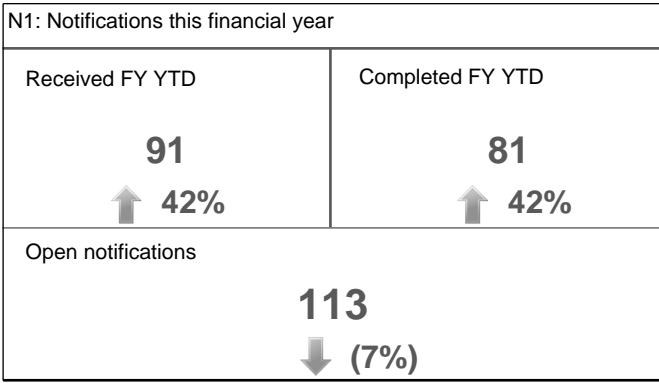 N1: Notifications this financial year
Received FY YTD
91
42%
Completed FY YTD
81
42%
Open notifications
113
(7%)